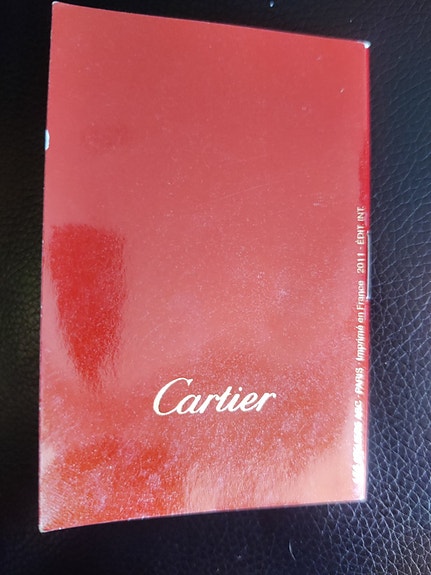 Cartier
PARIS - Imprimé en France 2011 - ÉDIT. INT.